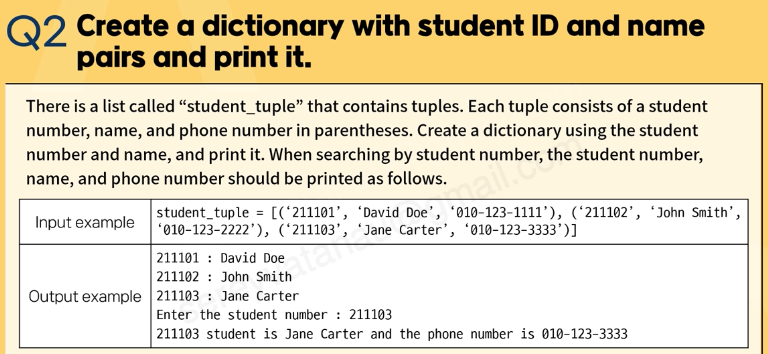 Q2 Create a dictionary with student ID and name
pairs and print it.
There is a list called “student_tuple” that contains tuples. Each tuple consists of a student
number, name, and phone number in parentheses. Create a dictionary using the student
number and name, and print it. When searching by student number, the student number,
name, and phone number should be printed as follows.
Input example
student_tuple = [(‘211101’, ‘David Doe’, ‘010-123-1111’), (‘211102’, ‘John Smith’,
‘010-123-2222’), (‘211103’, ‘Jane Carter’, ‘010-123-3333’)]
Output example
211101 : David Doe
211102 : John Smith
211103 : Jane Carter
Enter the student number : 211103
211103 student is Jane Carter and the phone number is 010-123-3333